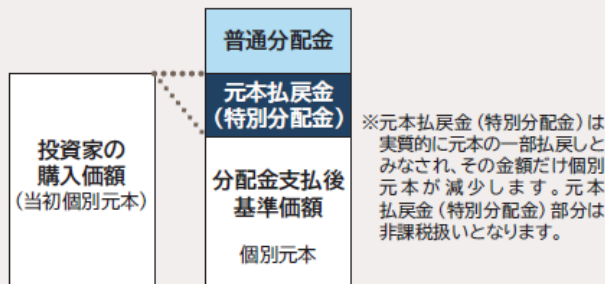 投資家の
購入価額
(当初個別元本)
普通分配金
元本払戻金
(特別分配金)
分配金支払後
基準価額
個別元本
※元本払戻金(特別分配金)は
実質的に元本の一部払戻しと
みなされ、その金額だけ個別
元本が減少します。元本
払戻金(特別分配金)部分は
非課税扱いとなります。